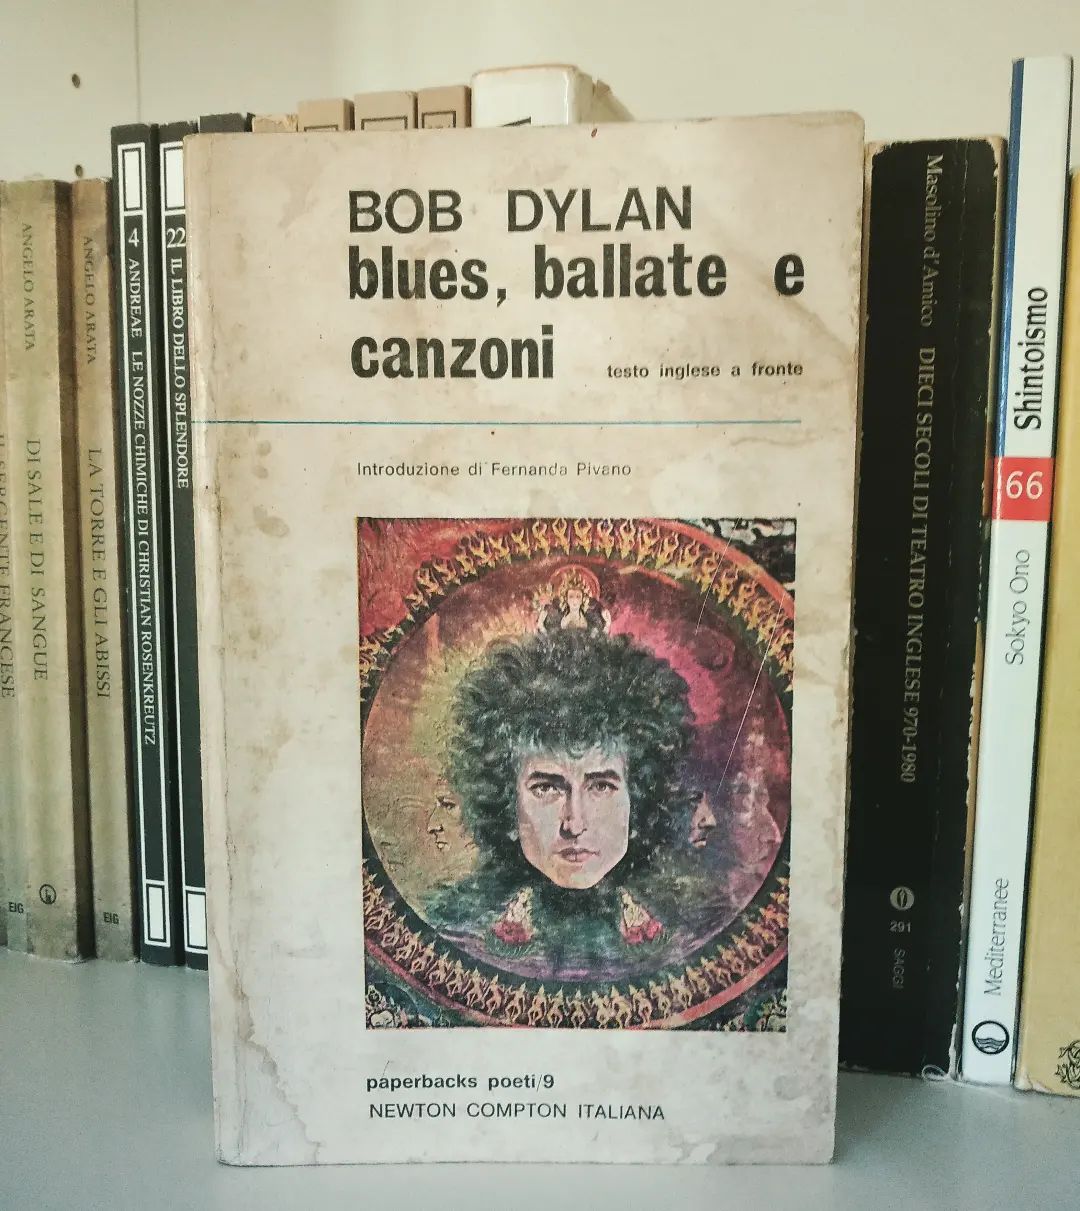 BOB DYLAN
blues, ballate e
canzoni
testo inglese a fronte
Introduzione di Fernanda Pivano
paperbacks poeti/9
NEWTON COMPTON ITALIANA
IL SERGENTE FRANCESE
ANGELO ARATA
DI SALE E DI SANGUE
EIG
ANGELO ARATA
LA TORRE E GLI ABISSI
EIG
4 ANDREAE LE NOZZE CHIMICHE DI CHRISTIAN ROSENKREUTZ
22 IL LIBRO DELLO SPLENDORE
Masolino d'Amico DIECI SECOLI DI TEATRO INGLESE 970-1980
291
SAGGI
Shintoismo
66
Sokyo Ono
Mediterranee